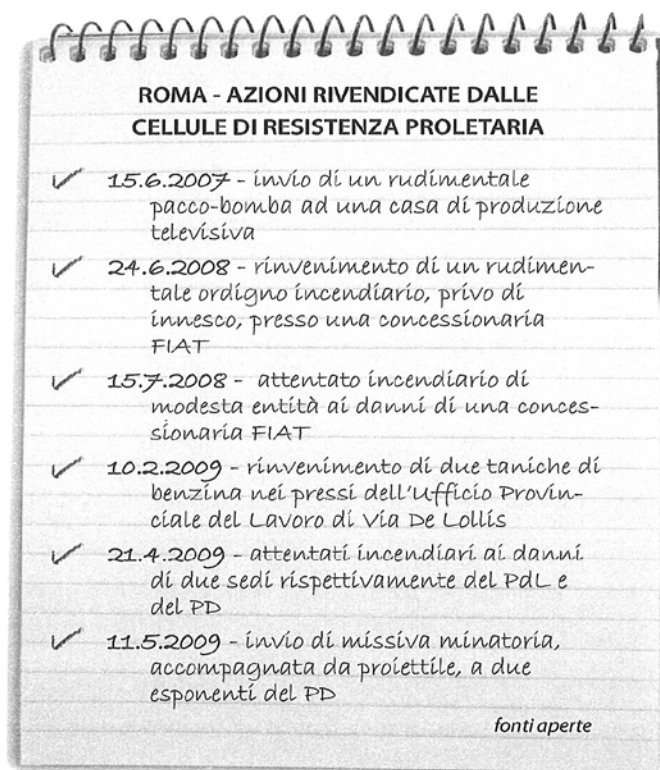 ROMA - AZIONI RIVENDICATE DALLE
CELLULE DI RESISTENZA PROLETARIA
15.6.2007 - invio di un rudimentale
pacco-bomba ad una casa di produzione
televisiva
24.6.2008 - rinvenimento di un rudimen-
tale ordigno incendiario, privo di
innesco, presso una concessionaria
FIAT
15.7.2008 - attentato incendiario di
modesta entità ai danni di una conces-
sionaria FIAT
10.2.2009 - rinvenimento di due taniche di
benzina nei pressi dell'Ufficio Provin-
ciale del Lavoro di Via De Lollis
21.4.2009 - attentati incendiari ai danni
di due sedi rispettivamente del PdL e
del PD
11.5.2009 - invio di missiva minatoria,
accompagnata da proiettile, a due
esponenti del PD
fonti aperte